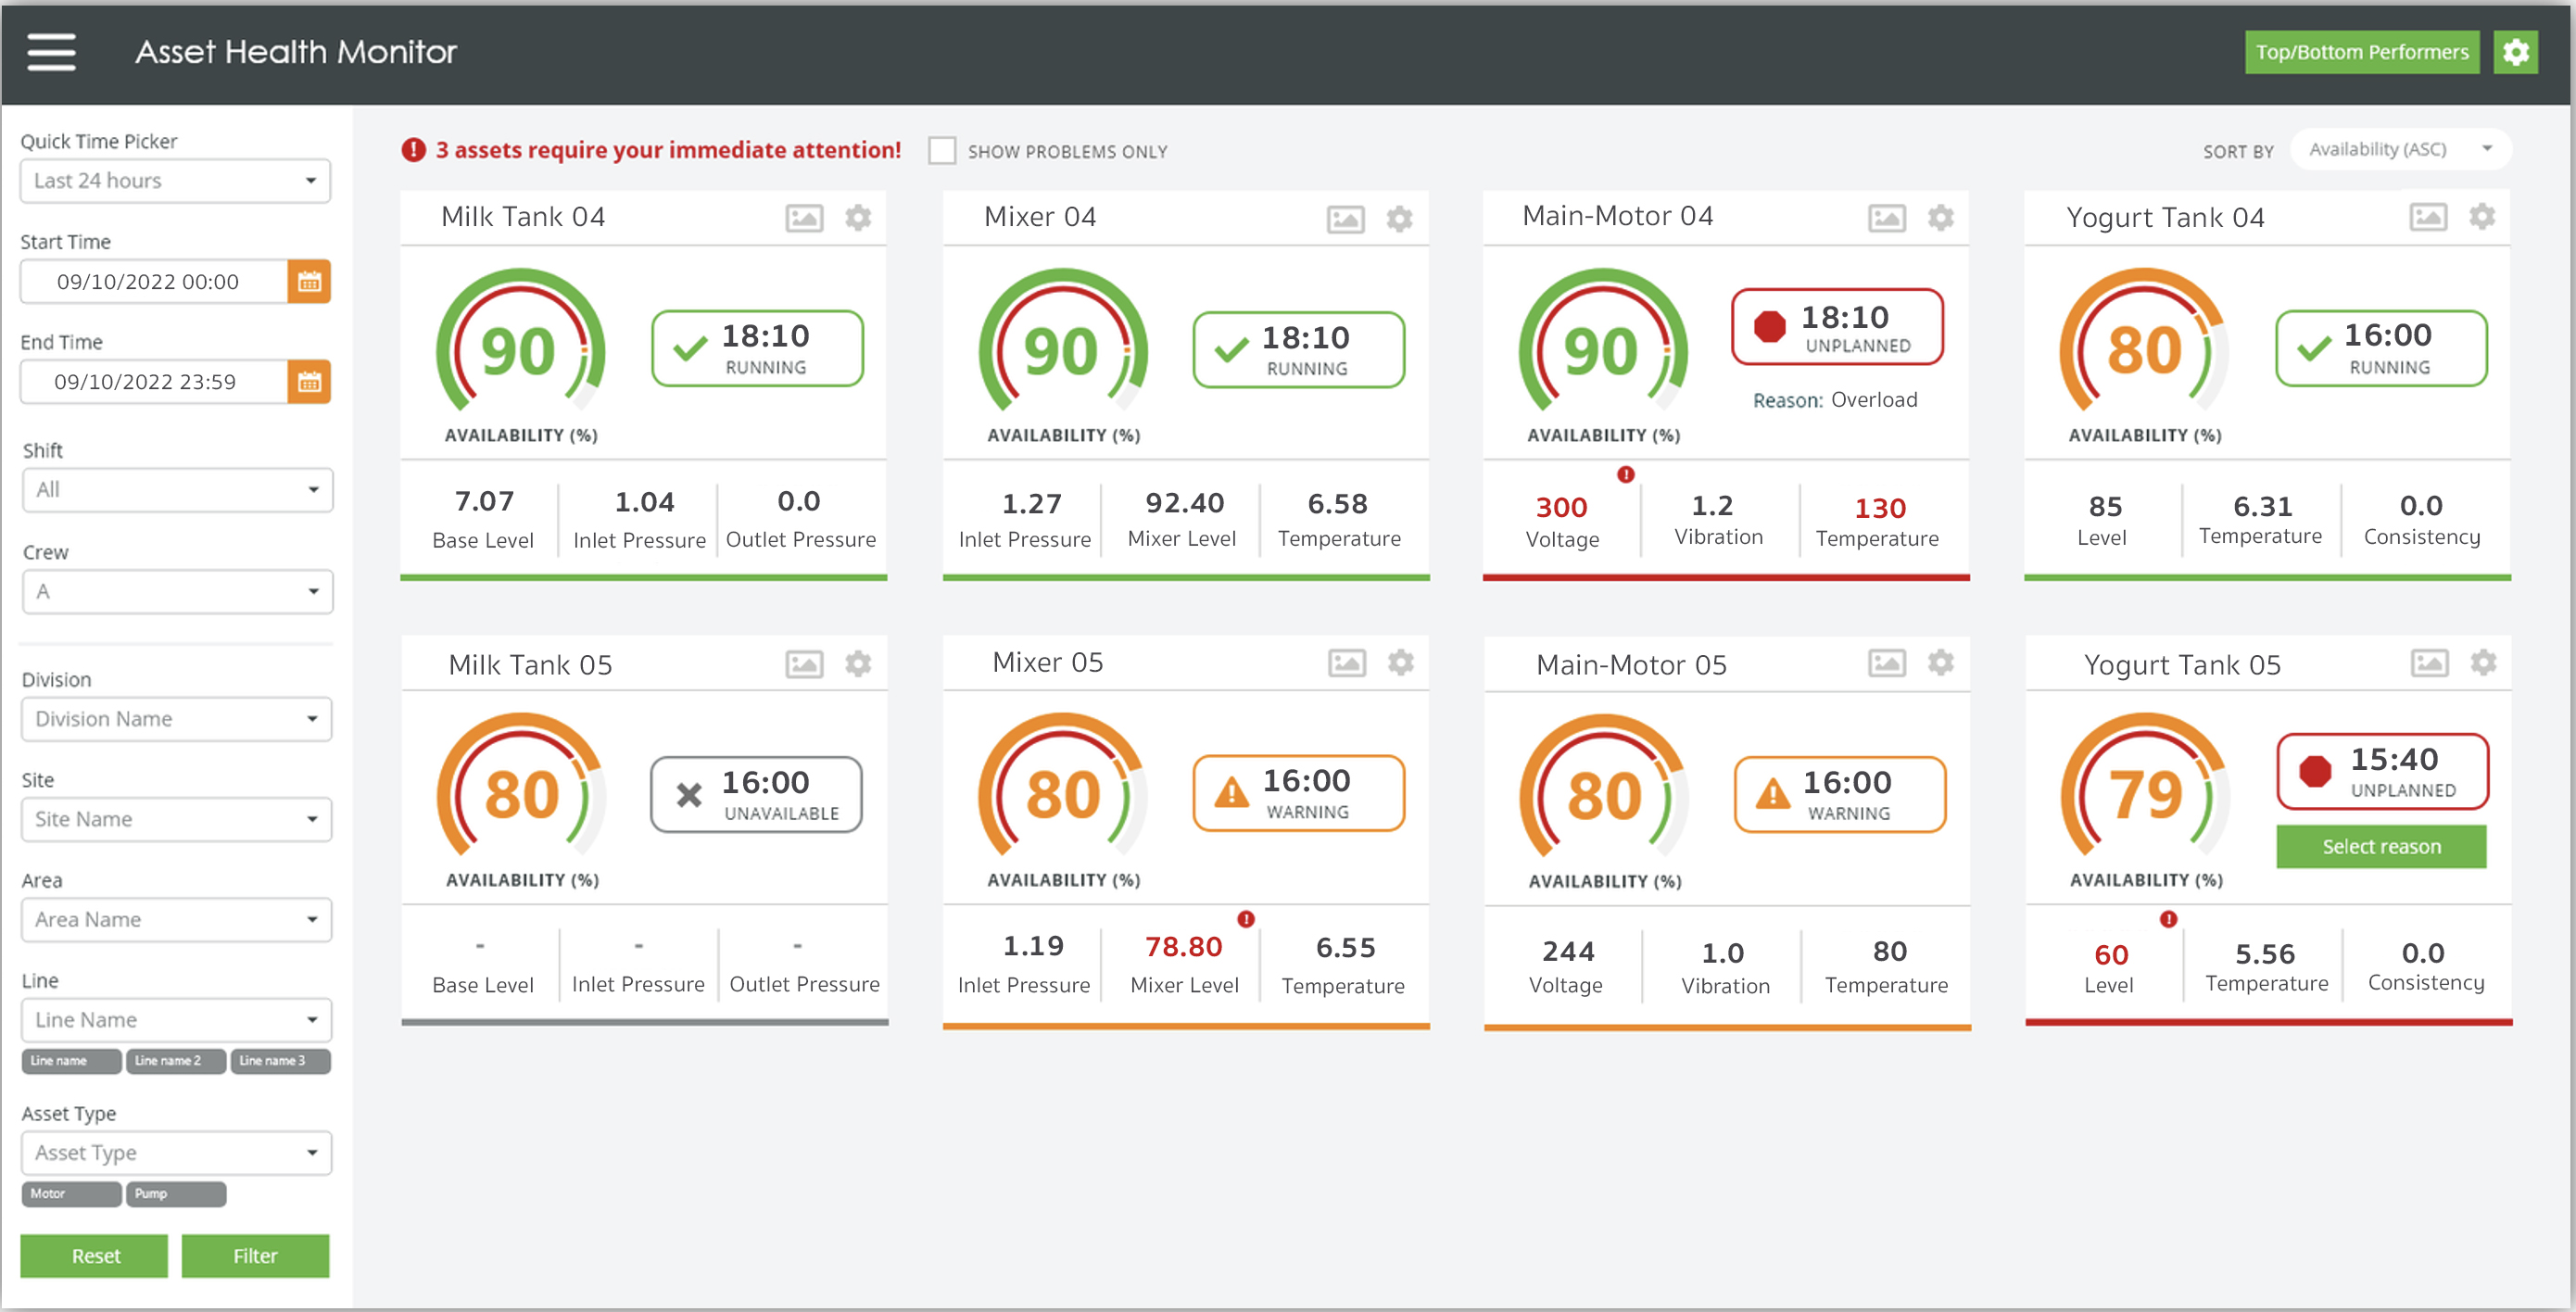 Asset Health Monitor
Top/Bottom Performers
Quick Time Picker
Last 24 hours
Start Time
09/10/2022 00:00
End Time
09/10/2022 23:59
Shift
All
Crew
A
Division
Division Name
Site
Site Name
Area
Area Name
Line
Line Name
Line name
Line name 2
Line name 3
Asset Type
Asset Type
Motor
Pump
Reset
Filter
3 assets require your immediate attention!
SHOW PROBLEMS ONLY
SORT BY
Availability (ASC)
Milk Tank 04
90
AVAILABILITY (%)
18:10
RUNNING
7.07
Base Level
1.04
Inlet Pressure
0.0
Outlet Pressure
Mixer 04
90
AVAILABILITY (%)
18:10
RUNNING
1.27
Inlet Pressure
92.40
Mixer Level
6.58
Temperature
Main-Motor 04
90
AVAILABILITY (%)
18:10
UNPLANNED
Reason: Overload
300
Voltage
1.2
Vibration
130
Temperature
Yogurt Tank 04
80
AVAILABILITY (%)
16:00
RUNNING
85
Level
6.31
Temperature
0.0
Consistency
Milk Tank 05
80
AVAILABILITY (%)
16:00
UNAVAILABLE
-
Base Level
-
Inlet Pressure
-
Outlet Pressure
Mixer 05
80
AVAILABILITY (%)
16:00
WARNING
1.19
Inlet Pressure
78.80
Mixer Level
6.55
Temperature
Main-Motor 05
80
AVAILABILITY (%)
16:00
WARNING
244
Voltage
1.0
Vibration
80
Temperature
Yogurt Tank 05
79
AVAILABILITY (%)
15:40
UNPLANNED
Select reason
60
Level
5.56
Temperature
0.0
Consistency